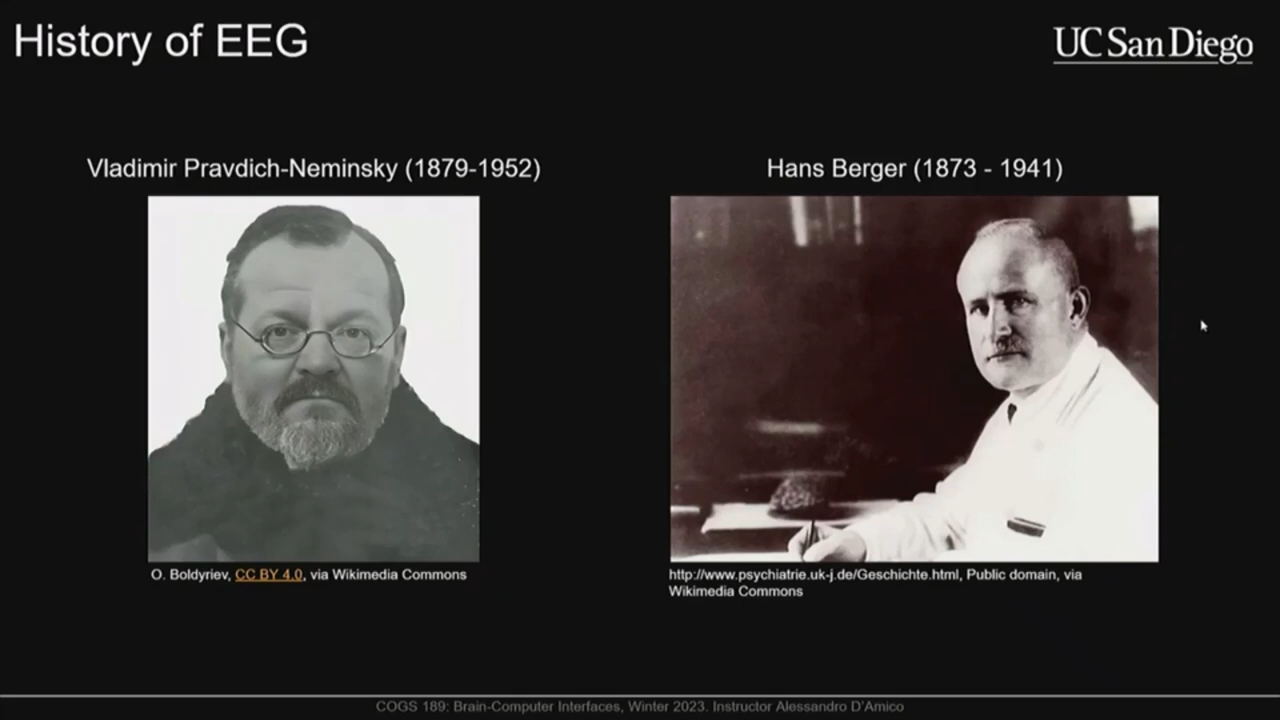 History of EEG
UC San Diego
Vladimir Pravdich-Neminsky (1879-1952)
Hans Berger (1873 - 1941)
O. Boldyriev, CC BY 4.0, via Wikimedia Commons
http://www.psychiatrie.uk-j.de/Geschichte.html, Public domain, via
Wikimedia Commons
COGS 189: Brain-Computer Interfaces, Winter 2023. Instructor Alessandro D'Amico